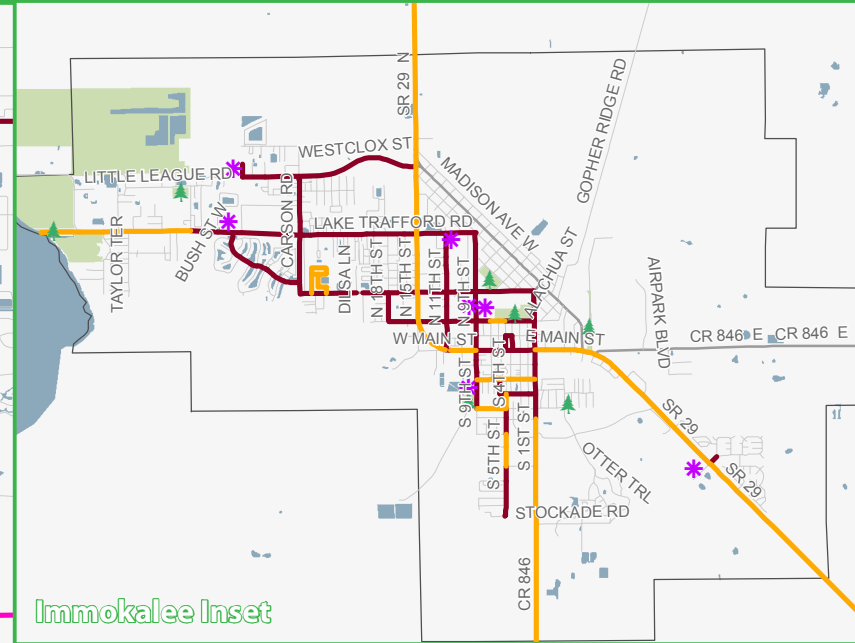 SR 29 N
GOPHER RIDGE RD
WESTCLOX ST
MADISON AVE W
LITTLE LEAGUE RD
CARSON RD
LAKE TRAFFORD RD
BUSH ST W
TAYLOR TER
DILSA LN
N 18TH ST
N 15TH ST
N 11TH ST
N 9TH ST
ALACHUA ST
AIRPARK BLVD
W MAIN ST
E MAIN ST
CR 846 E
CR 846 E
S 9TH ST
S 4TH ST
S 5TH ST
S 1ST ST
SR 29
SR 29
OTTER TRL
STOCKADE RD
CR 846
Immokalee Inset